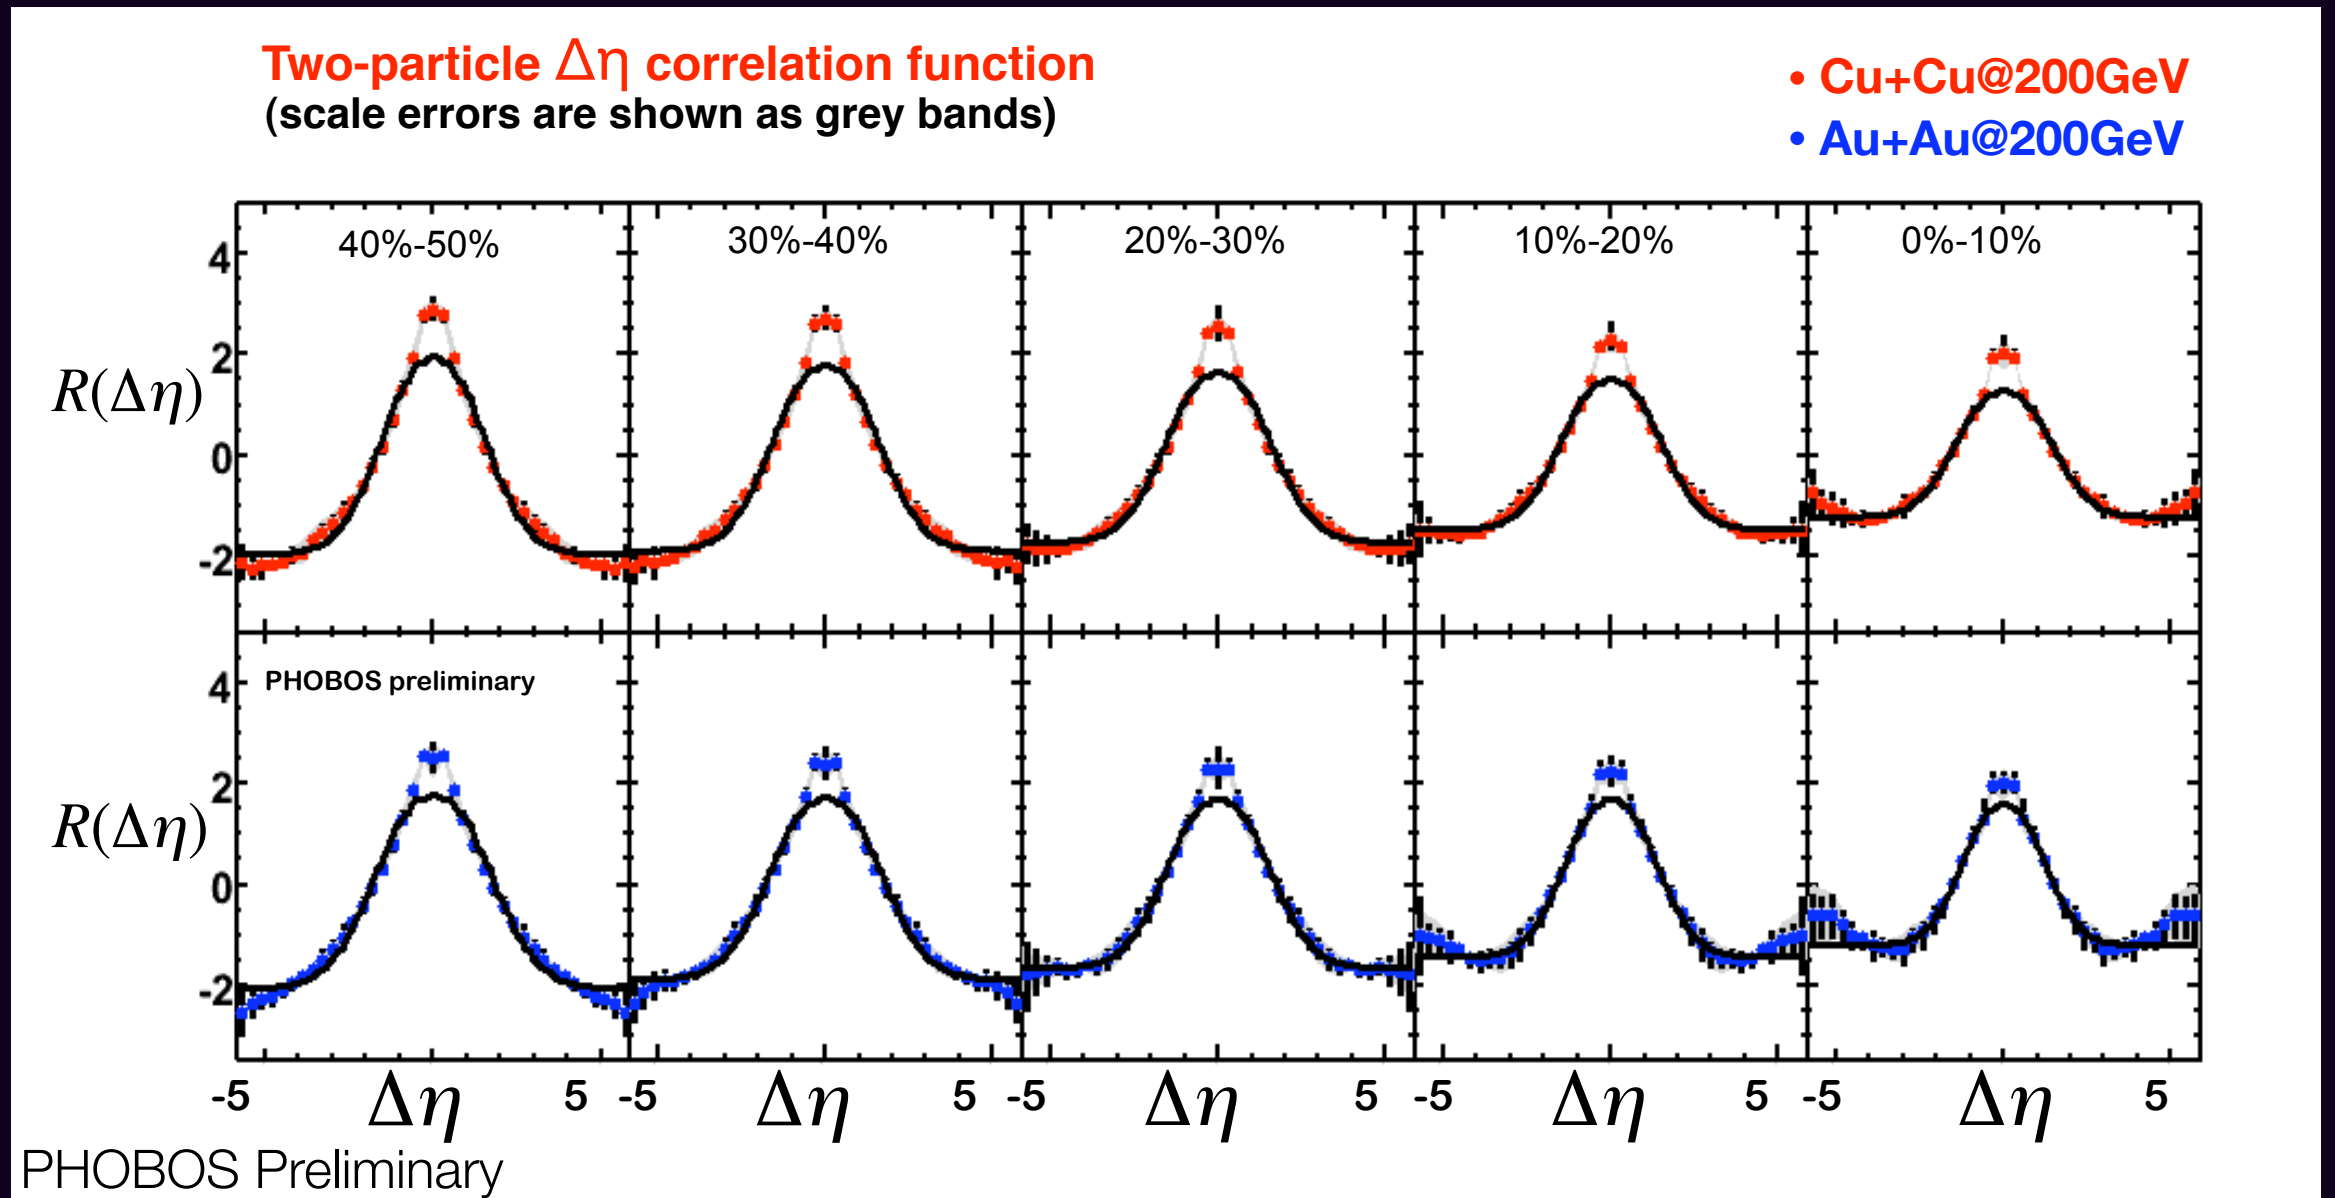 Two-particle Δη correlation function
(scale errors are shown as grey bands)
• Cu+Cu@200GeV
• Au+Au@200GeV
40%-50%
30%-40%
20%-30%
10%-20%
0%-10%
4
2
R(Δη)
0
-2
PHOBOS preliminary
4
2
R(Δη)
0
-2
-5 Δη 5 -5 Δη 5 -5 Δη 5 -5 Δη 5 -5 Δη 5
PHOBOS Preliminary